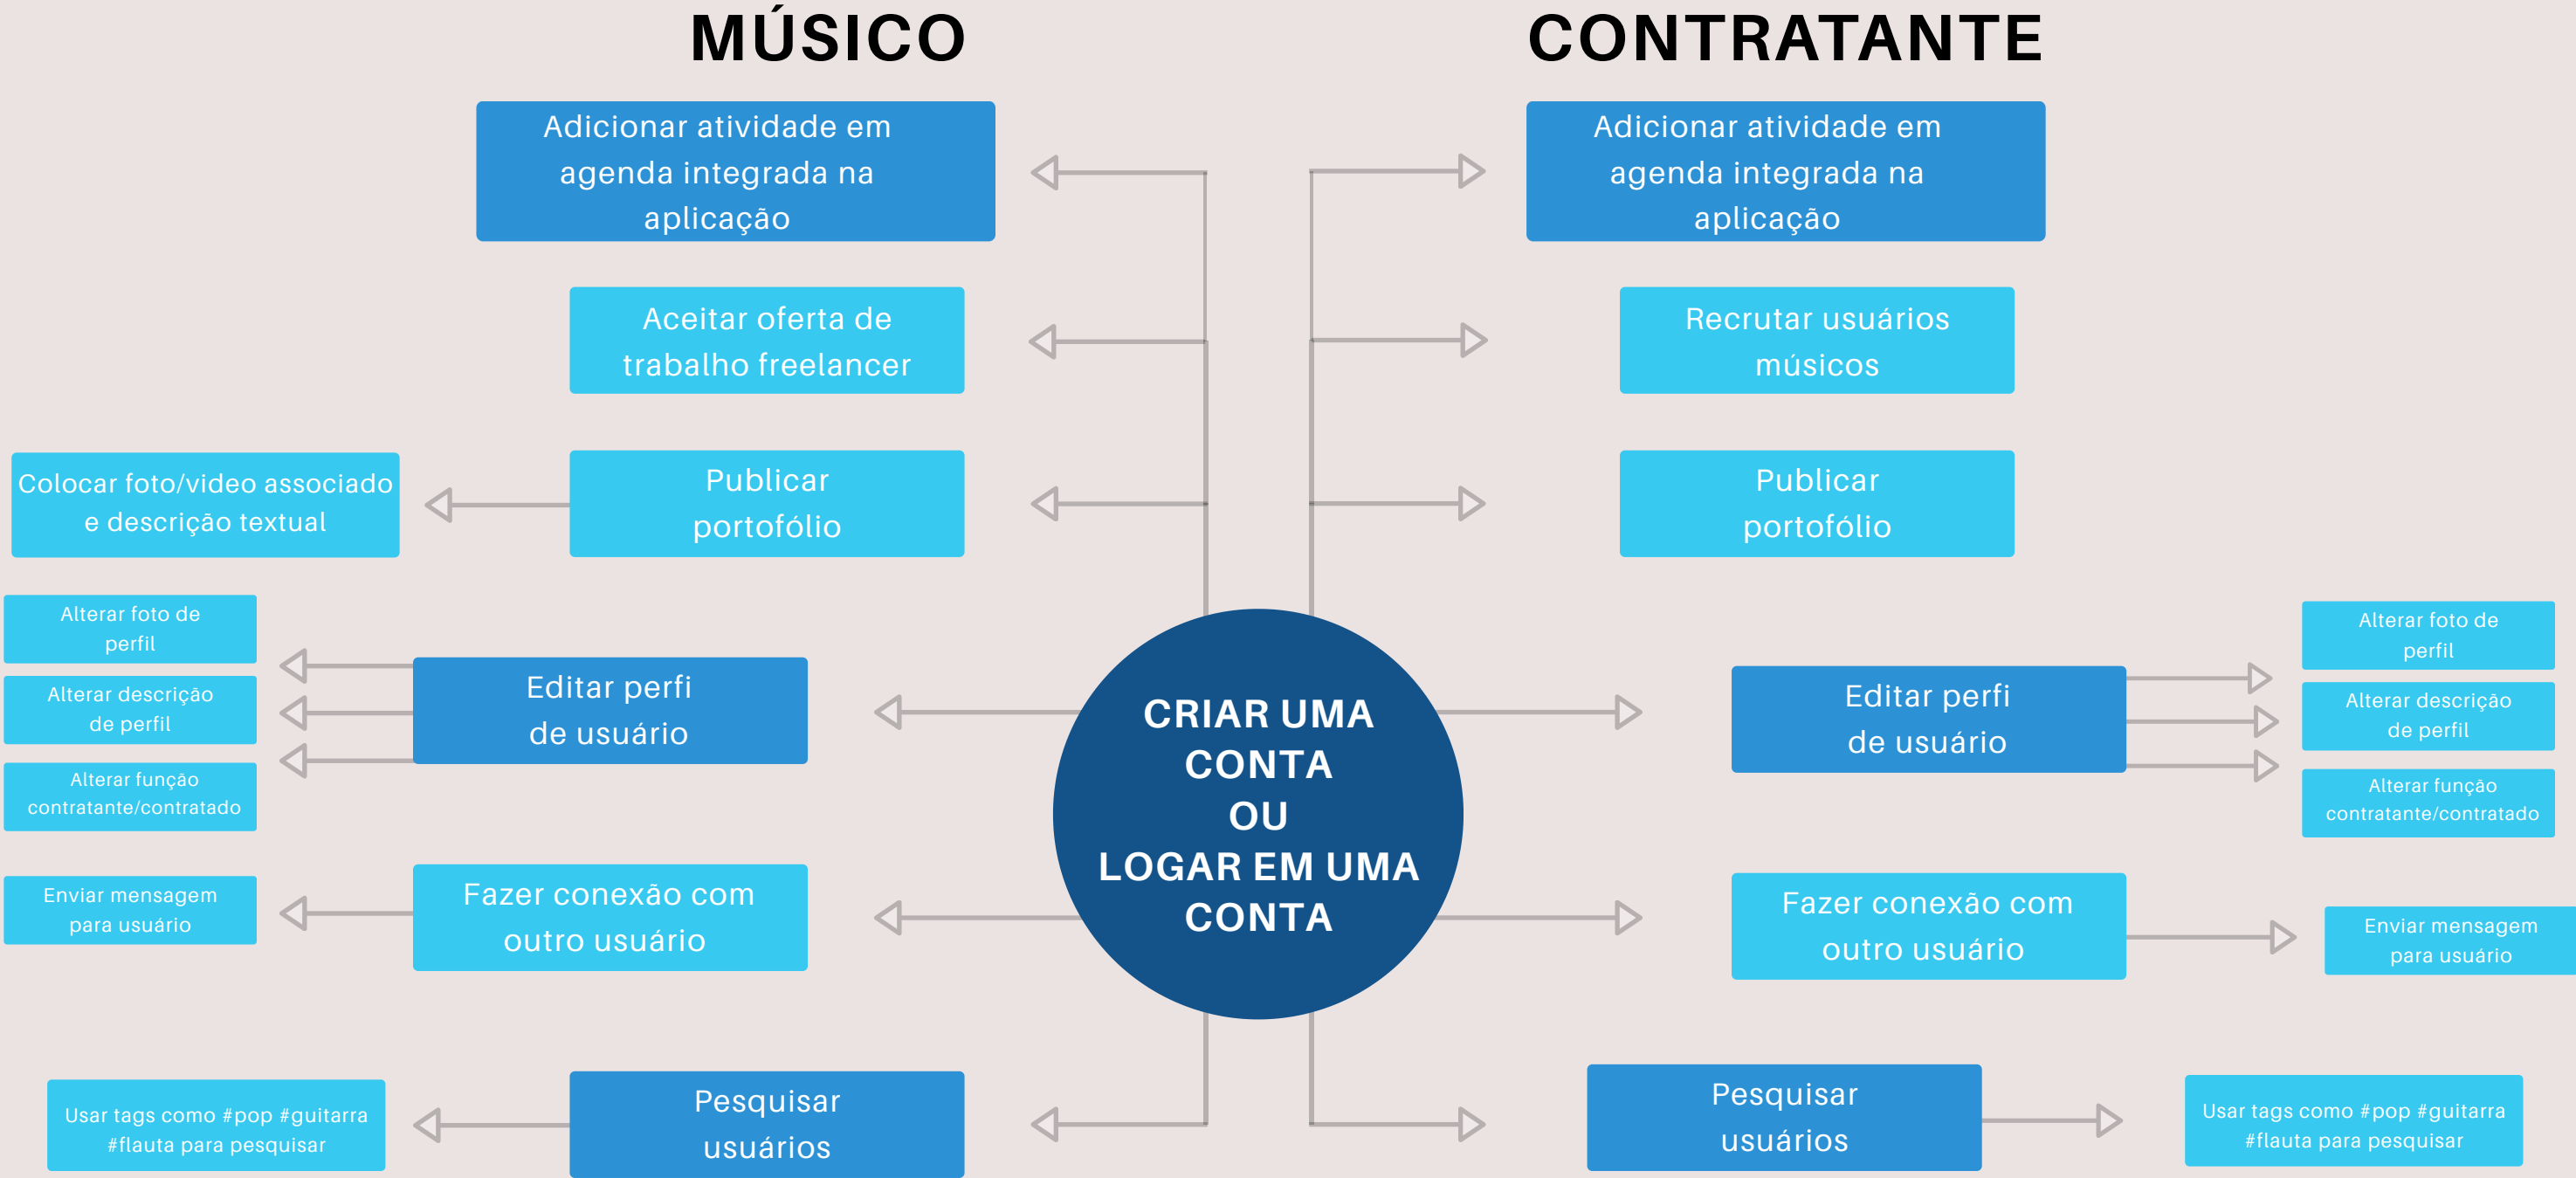 MÚSICO
CONTRATANTE
Adicionar atividade em
agenda integrada na
aplicação
Adicionar atividade em
agenda integrada na
aplicação
Aceitar oferta de
trabalho freelancer
Recrutar usuários
músicos
Colocar foto/video associado
e descrição textual
Publicar
portofólio
Publicar
portofólio
Alterar foto de
perfil
Alterar descrição
de perfil
Alterar função
contratante/contratado
Editar perfi
de usuário
CRIAR UMA
CONTA
OU
LOGAR EM UMA
CONTA
Editar perfi
de usuário
Alterar foto de
perfil
Alterar descrição
de perfil
Alterar função
contratante/contratado
Enviar mensagem
para usuário
Fazer conexão com
outro usuário
Fazer conexão com
outro usuário
Enviar mensagem
para usuário
Usar tags como #pop #guitarra
#flauta para pesquisar
Pesquisar
usuários
Pesquisar
usuários
Usar tags como #pop #guitarra
#flauta para pesquisar